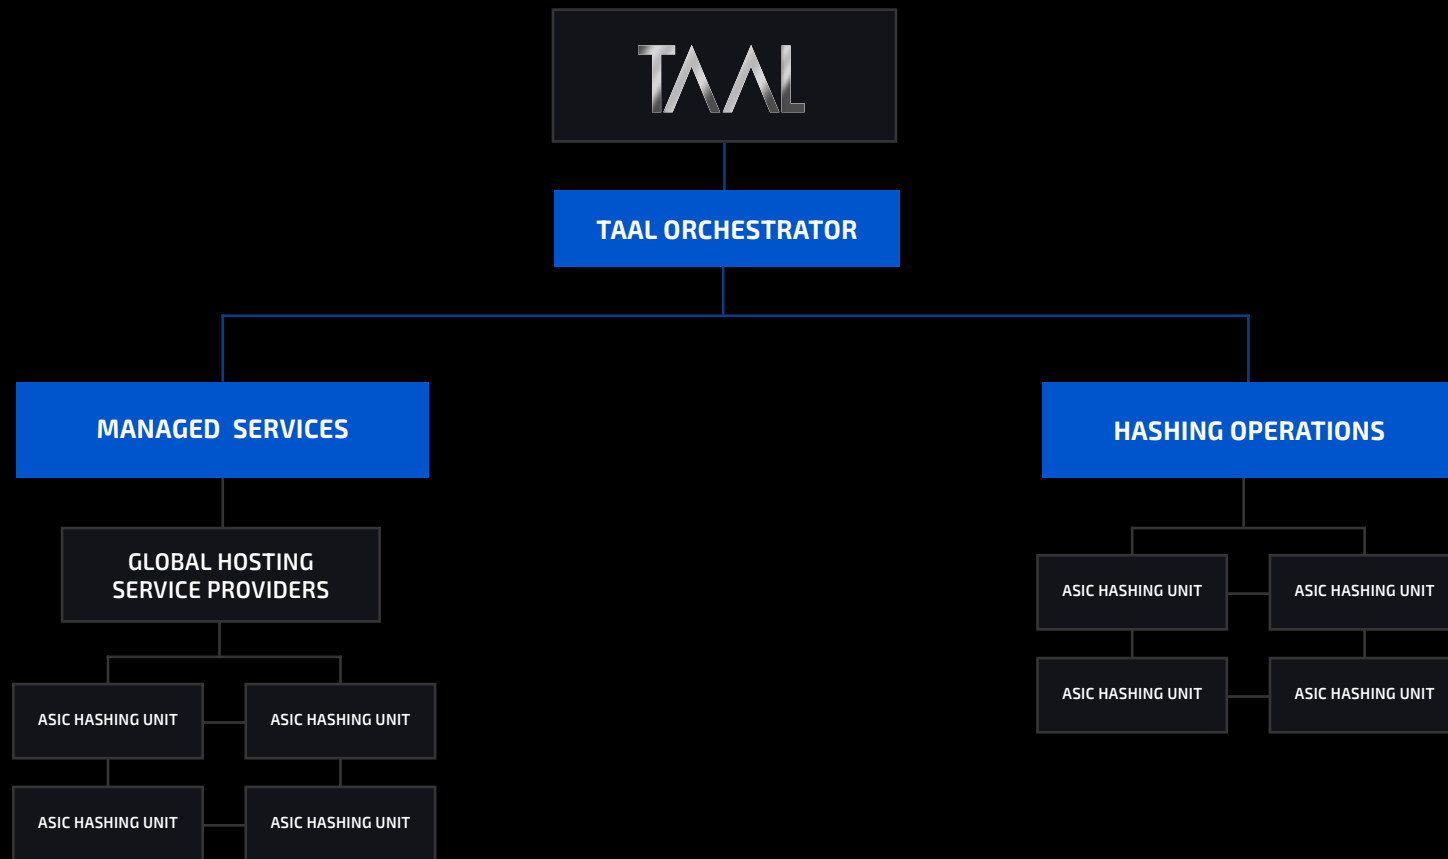 TAAL
TAAL ORCHESTRATOR
MANAGED  SERVICES
HASHING OPERATIONS
GLOBAL HOSTING
SERVICE PROVIDERS
ASIC HASHING UNIT
ASIC HASHING UNIT
ASIC HASHING UNIT
ASIC HASHING UNIT
ASIC HASHING UNIT
ASIC HASHING UNIT
ASIC HASHING UNIT
ASIC HASHING UNIT